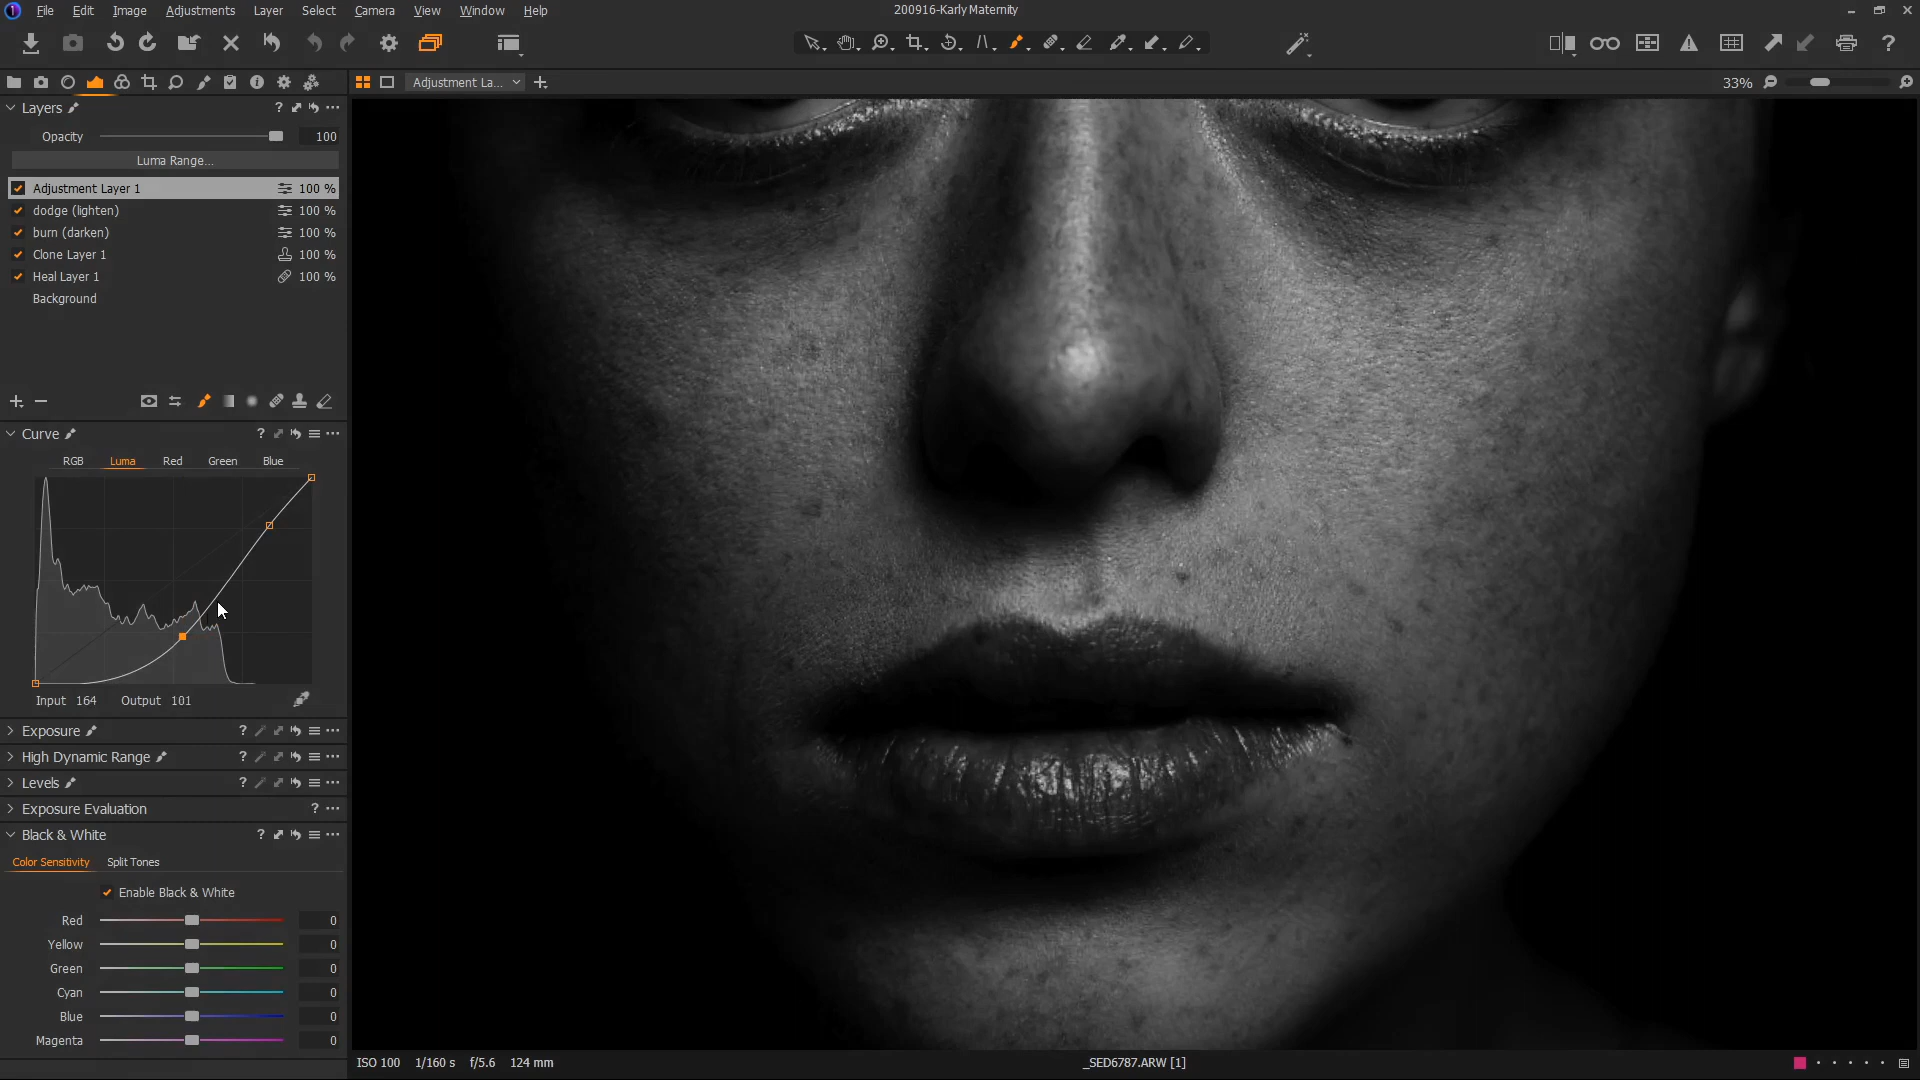 1 File Edit Image Adjustments Layer Select Camera View Window Help
200916-Karly Maternity
Adjustment La...
33%
Layers
Opacity 100
Luma Range...
Adjustment Layer 1 100 %
dodge (lighten) 100 %
burn (darken) 100 %
Clone Layer 1 100 %
Heal Layer 1 100 %
Background
Curve
RGB Luma Red Green Blue
Input 164 Output 101
Exposure
High Dynamic Range
Levels
Exposure Evaluation
Black & White
Color Sensitivity Split Tones
Enable Black & White
Red 0
Yellow 0
Green 0
Cyan 0
Blue 0
Magenta 0
ISO 100 1/160 s f/5.6 124 mm
_SED6787.ARW [1]